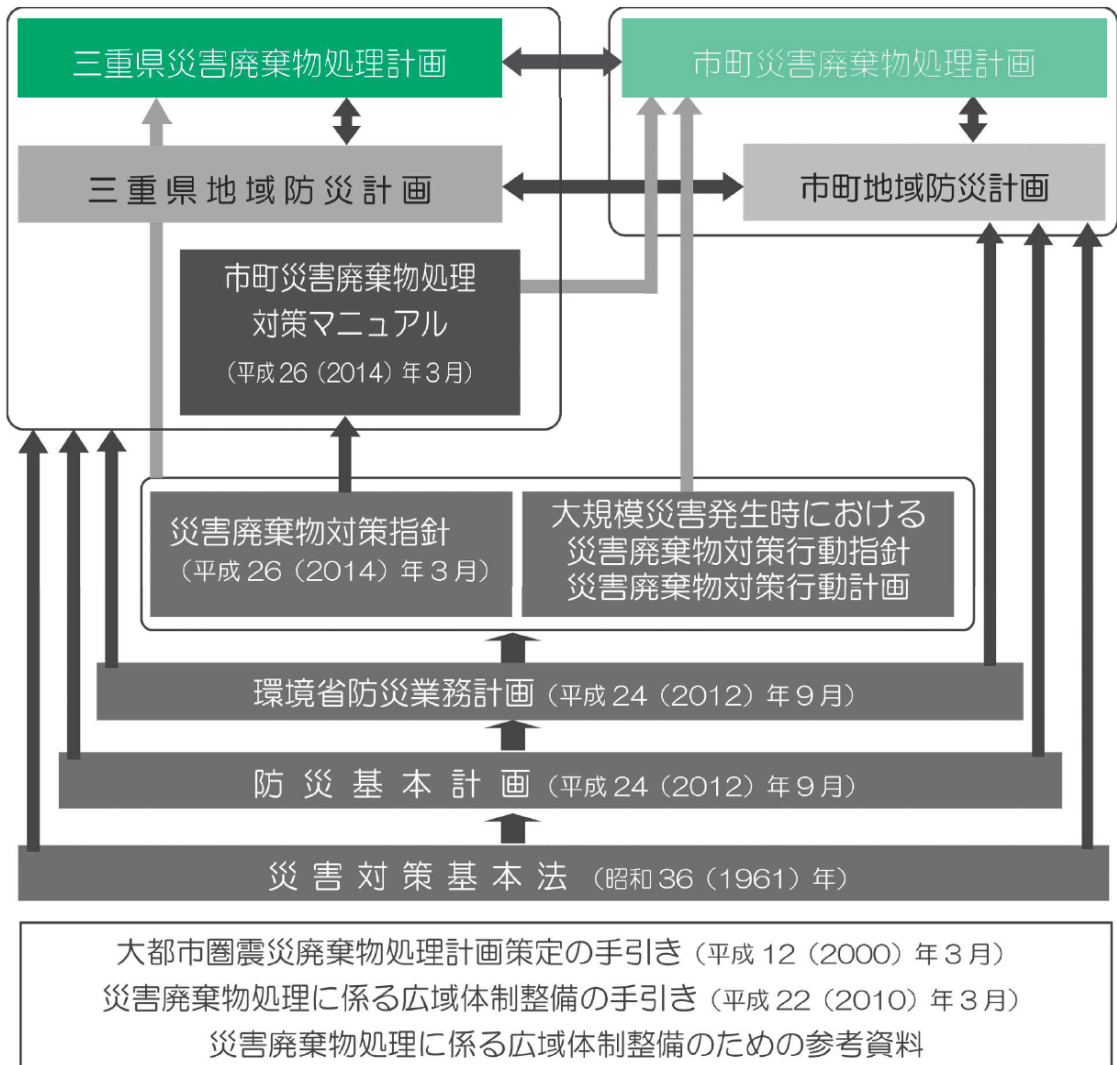 三重県災害廃棄物処理計画
市町災害廃棄物処理計画
三重県地域防災計画
市町地域防災計画
市町災害廃棄物処理
対策マニュアル
（平成26（2014）年3月）
災害廃棄物対策指針
（平成26（2014）年3月）
大規模災害発生時における
災害廃棄物対策行動指針
災害廃棄物対策行動計画
環境省防災業務計画（平成24（2012）年9月）
防災基本計画（平成24（2012）年9月）
災害対策基本法（昭和36（1961）年）
大都市圏震災廃棄物処理計画策定の手引き（平成12（2000）年3月）
災害廃棄物処理に係る広域体制整備の手引き（平成22（2010）年3月）
災害廃棄物処理に係る広域体制整備のための参考資料